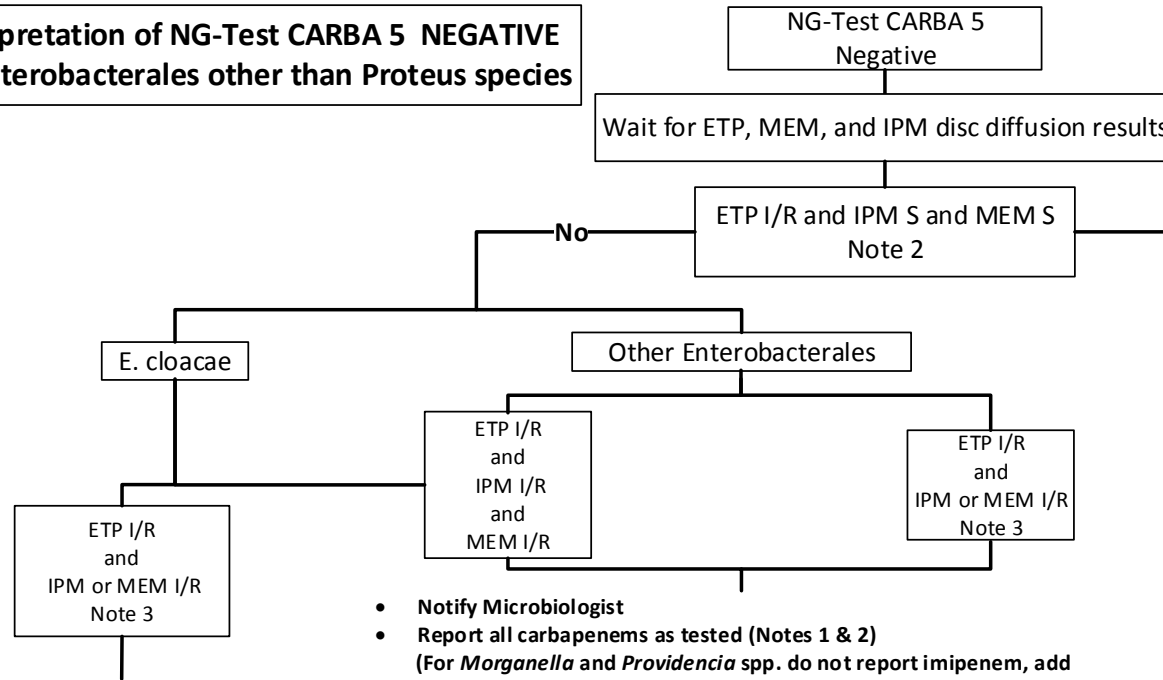 pretation of NG-Test CARBA 5 NEGATIVE
terobacterales other than Proteus species
NG-Test CARBA 5
Negative
Wait for ETP, MEM, and IPM disc diffusion results
ETP I/R and IPM S and MEM S
Note 2
No
E. cloacae
Other Enterobacterales
ETP I/R
and
IPM I/R
and
MEM I/R
ETP I/R
and
IPM or MEM I/R
Note 3
ETP I/R
and
IPM or MEM I/R
Note 3
• Notify Microbiologist
• Report all carbapenems as tested (Notes 1 & 2)
(For Morganella and Providencia spp. do not report imipenem, add